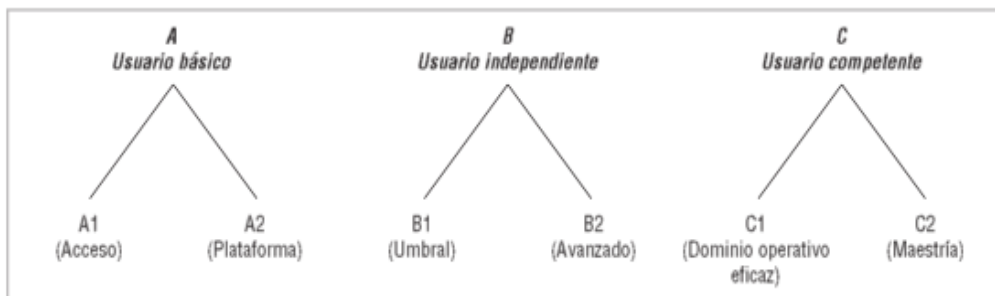 A
Usuario básico
B
Usuario independiente
C
Usuario competente
A1
(Acceso)
A2
(Plataforma)
B1
(Umbral)
B2
(Avanzado)
C1
(Dominio operativo
eficaz)
C2
(Maestría)